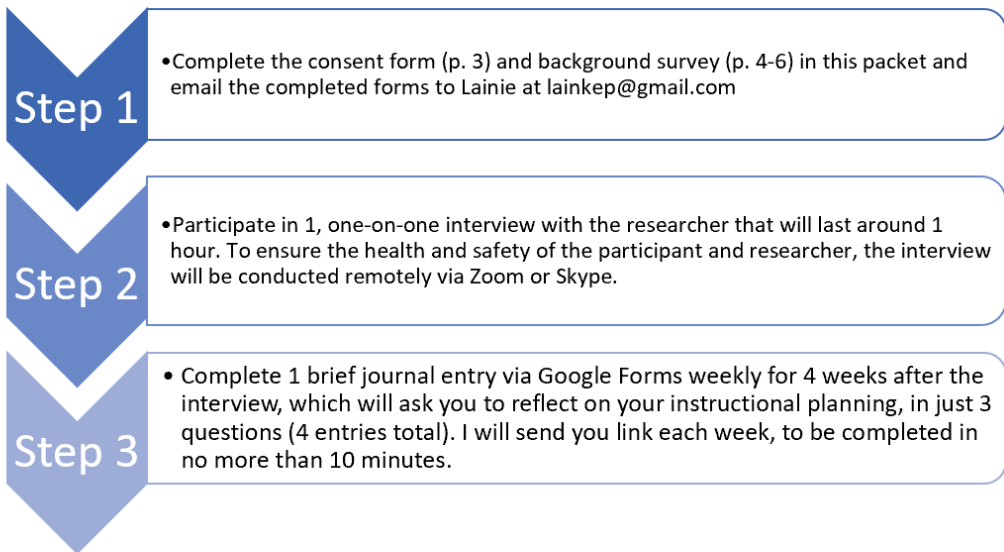 Step 1
•Complete the consent form (p. 3) and background survey (p. 4-6) in this packet and
email the completed forms to Lainie at lainkep@gmail.com
Step 2
•Participate in 1, one-on-one interview with the researcher that will last around 1
hour. To ensure the health and safety of the participant and researcher, the interview
will be conducted remotely via Zoom or Skype.
Step 3
• Complete 1 brief journal entry via Google Forms weekly for 4 weeks after the
interview, which will ask you to reflect on your instructional planning, in just 3
questions (4 entries total). I will send you link each week, to be completed in
no more than 10 minutes.